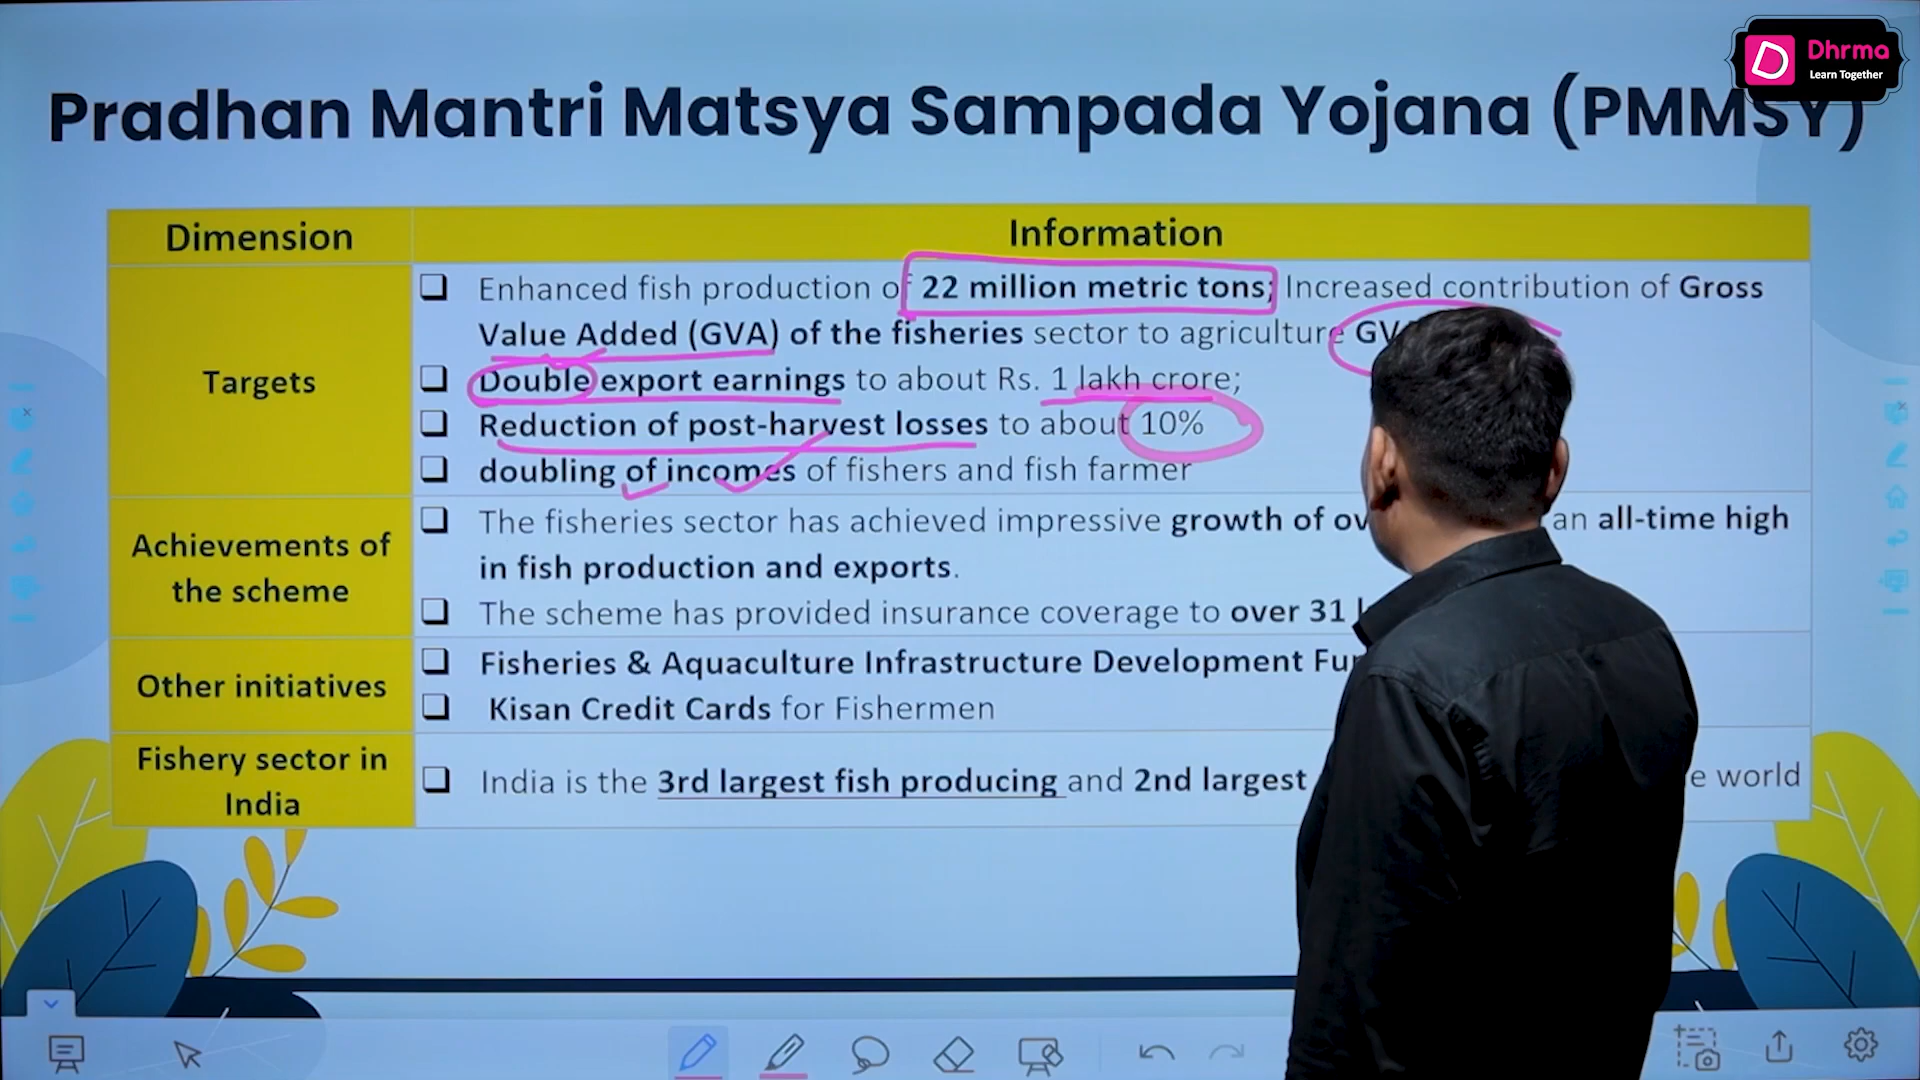 Dhrma
Learn Together
Pradhan Mantri Matsya Sampada Yojana (PMMSY)
Dimension
Information
Targets
Enhanced fish production of 22 million metric tons; Increased contribution of Gross
Value Added (GVA) of the fisheries sector to agriculture
Double export earnings to about Rs. 1 lakh crore;
Reduction of post-harvest losses to about 10%
doubling of incomes of fishers and fish farmer
Achievements of
the scheme
The fisheries sector has achieved impressive growth of an all-time high
in fish production and exports.
The scheme has provided insurance coverage to over 31
Other initiatives
Fisheries & Aquaculture Infrastructure Development
Kisan Credit Cards for Fishermen
Fishery sector in
India
India is the 3rd largest fish producing and 2nd largest world